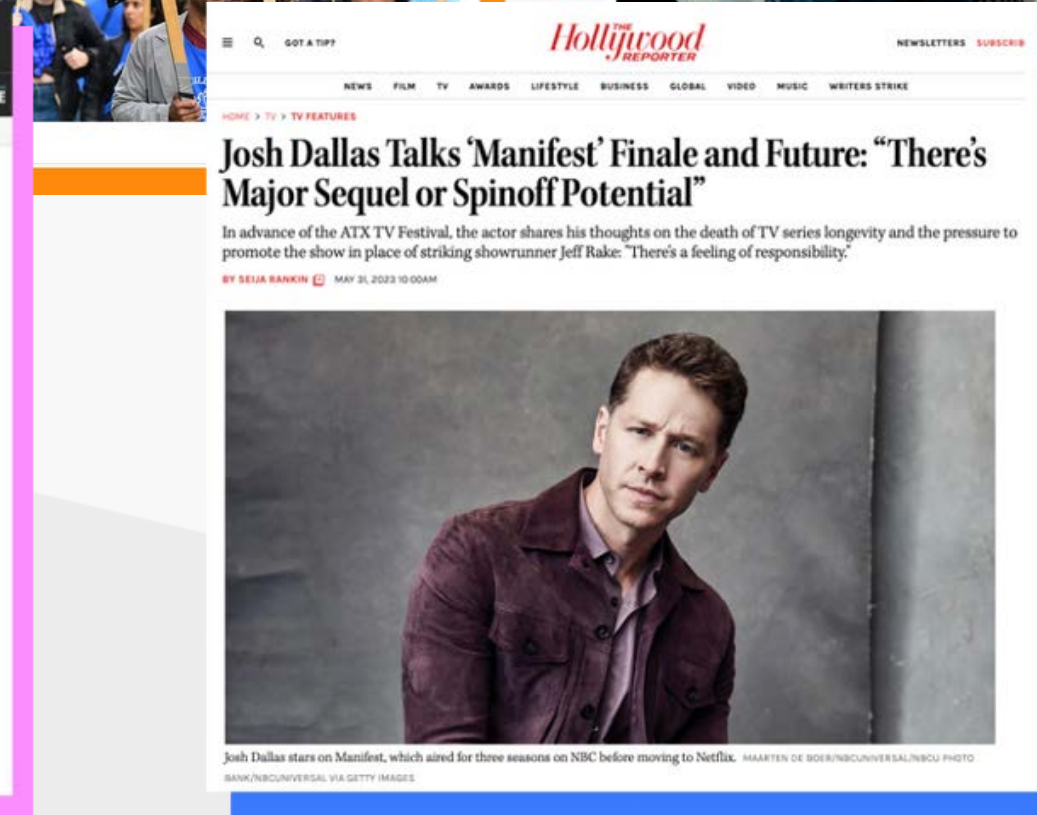 E
GOT A TIP?
THE
Hollywood
REPORTER
NEWSLETTERS SUBSCRIB
NEWS FILM TV AWARDS LIFESTYLE BUSINESS GLOBAL VIDEO MUSIC WRITERS STRIKE
HOME > TV > TV FEATURES
Josh Dallas Talks ‘Manifest’ Finale and Future: “There’s
Major Sequel or Spinoff Potential”
In advance of the ATX TV Festival, the actor shares his thoughts on the death of TV series longevity and the pressure to
promote the show in place of striking showrunner Jeff Rake: "There's a feeling of responsibility."
BY SEIJA RANKIN MAY 31, 2023 10:00AM
Josh Dallas stars on Manifest, which aired for three seasons on NBC before moving to Netflix. MAARTEN DE BOER/NBCUNIVERSAL/NBCU PHOTO
BANK/NBCUNIVERSAL VIA GETTY IMAGES